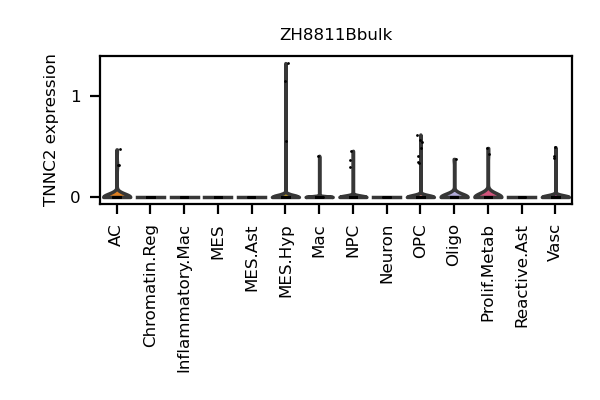 ZH8811Bbulk
TNNC2 expression
1
0
AC
Chromatin.Reg
Inflammatory.Mac
MES
MES.Ast
MES.Hyp
Mac
NPC
Neuron
OPC
Oligo
Prolif.Metab
Reactive.Ast
Vasc